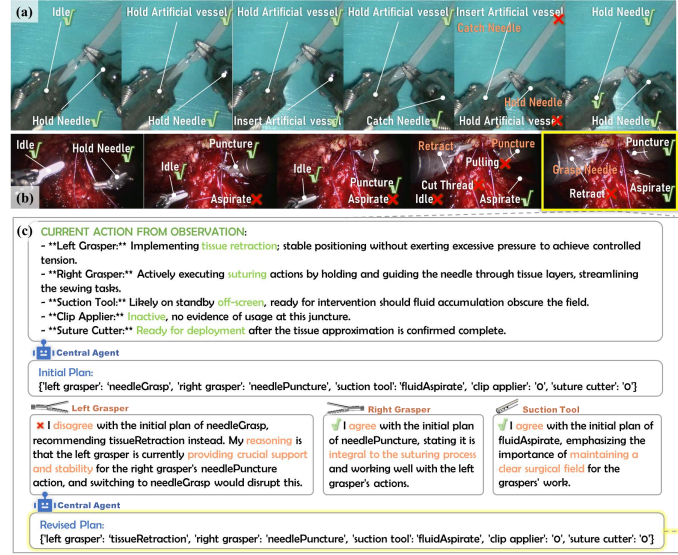 (a)
Idle
Hold Artificial vessel
Hold Artificial vessel
Hold Artificial vessel
Insert Artificial vessel
Catch Needle
Hold Needle
Hold Needle
Hold Needle
Hold Needle
Insert Artificial vessel
Catch Needle
Hold Artificial vessel
Hold Needle
(b)
Idle
Hold Needle
Idle
Puncture
Aspirate
Idle
Puncture
Aspirate
Retract
Puncture
Pulling
Cut Thread
Idle
Aspirate
Puncture
Grasp Needle
Retract
Aspirate
(c)
CURRENT ACTION FROM OBSERVATION:
- **Left Grasper:** Implementing tissue retraction; stable positioning without exerting excessive pressure to achieve controlled
tension.
- **Right Grasper:** Actively executing suturing actions by holding and guiding the needle through tissue layers, streamlining
the sewing tasks.
- **Suction Tool:** Likely on standby off-screen, ready for intervention should fluid accumulation obscure the field.
- **Clip Applier:** Inactive, no evidence of usage at this juncture.
- **Suture Cutter:** Ready for deployment after the tissue approximation is confirmed complete.
Central Agent
Initial Plan:
{'left grasper': 'needleGrasp', 'right grasper': 'needlePuncture', 'suction tool': 'fluidAspirate', 'clip applier': '0', 'suture cutter': '0'}
Left Grasper
I disagree with the initial plan of needleGrasp,
recommending tissueRetraction instead. My reasoning is
that the left grasper is currently providing crucial support
and stability for the right grasper's needlePuncture
action, and switching to needleGrasp would disrupt this.
Right Grasper
I agree with the initial plan
of needlePuncture, stating it is
integral to the suturing process
and working well with the left
grasper's actions.
Suction Tool
I agree with the initial plan of
fluidAspirate, emphasizing the
importance of maintaining a
clear surgical field for the
graspers' work.
Central Agent
Revised Plan:
{'left grasper': 'tissueRetraction', 'right grasper': 'needlePuncture', 'suction tool': 'fluidAspirate', 'clip applier': '0', 'suture cutter': '0'}